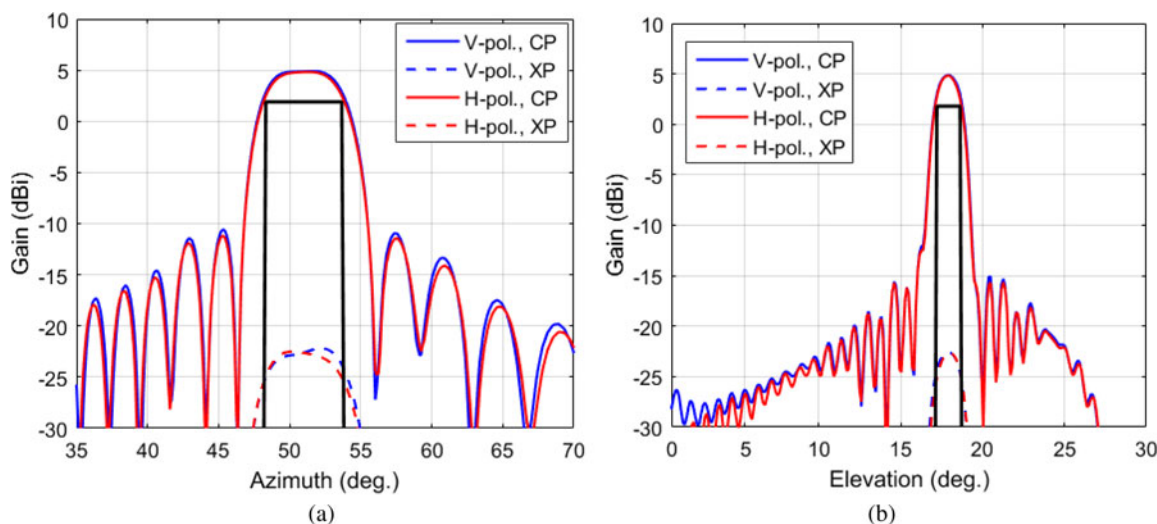 10
5
0
-5
-10
-15
-20
-25
-30
Gain (dBi)
V-pol., CP
V-pol., XP
H-pol., CP
H-pol., XP
35 40 45 50 55 60 65 70
Azimuth (deg.)
(a)
10
5
0
-5
-10
-15
-20
-25
-30
Gain (dBi)
V-pol., CP
V-pol., XP
H-pol., CP
H-pol., XP
0 5 10 15 20 25 30
Elevation (deg.)
(b)